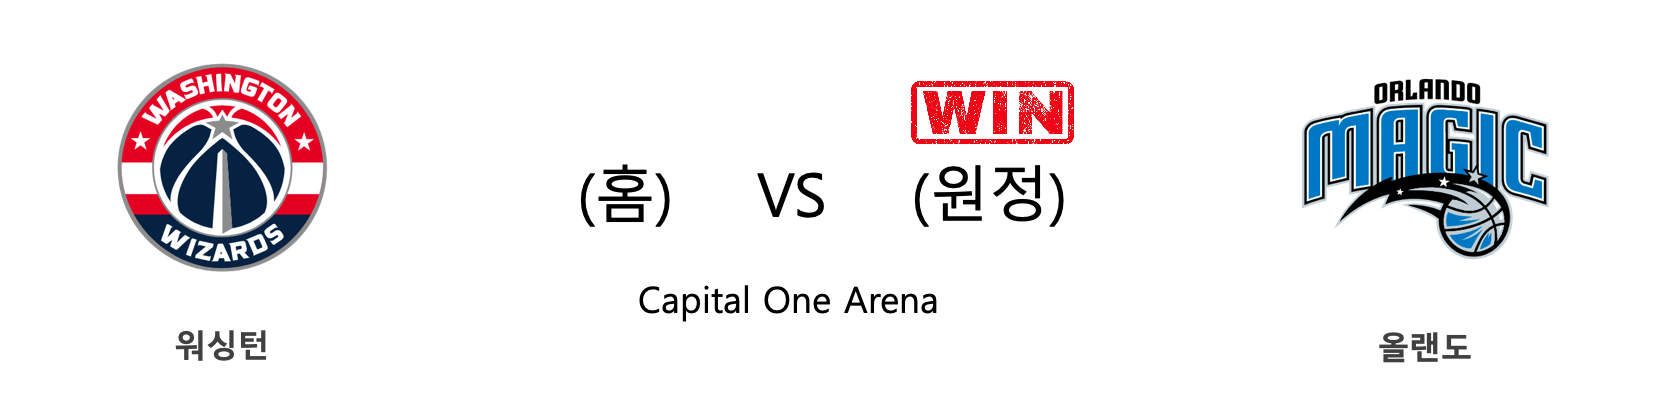 WASHINGTON
WIZARDS
워싱턴
WIN
(홈) VS (원정)
Capital One Arena
ORLANDO
MAGIC
올랜도